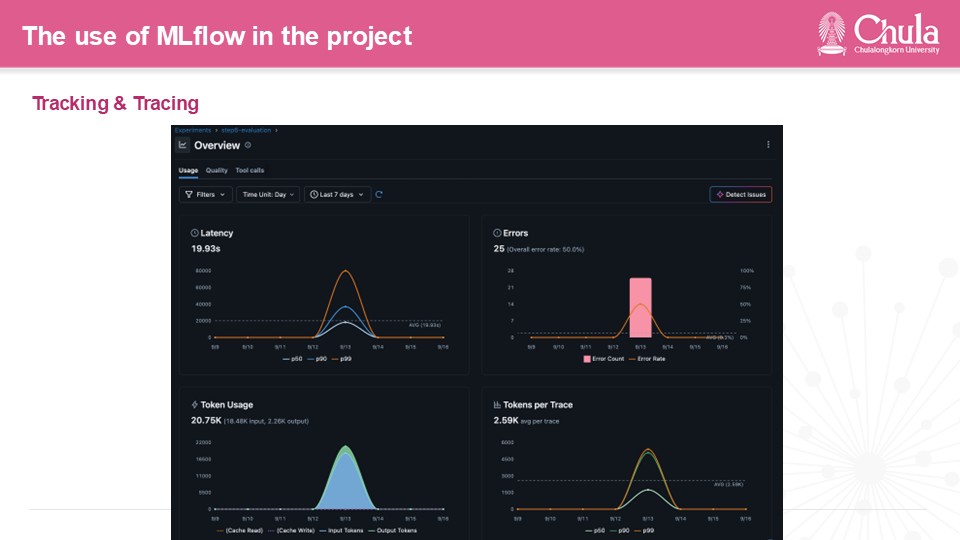 The use of MLflow in the project
Chula
Chulalongkorn University
Tracking & Tracing
Experiments > step5-evaluation >
Overview
Usage Quality Tool calls
Filters Time Unit: Day Last 7 days Detect Issues
Latency
19.93s
80000
60000
40000
20000
0
AVG (19.93s)
9/9 9/10 9/11 9/12 9/13 9/14 9/15 9/16
p50 p90 p99
Errors
25 (Overall error rate: 50.0%)
28 100%
21 75%
14 50%
7 25%
0 0%
9/9 9/10 9/11 9/12 9/13 9/14 9/15 9/16
Error Count Error Rate
Token Usage
20.75K (18.48K input, 2.26K output)
22000
16500
11000
5500
0
9/9 9/10 9/11 9/12 9/13 9/14 9/15 9/16
(Cache Read) (Cache Write) Input Tokens Output Tokens
Tokens per Trace
2.59K avg per trace
6000
4500
3000
1500
0
AVG (2.59K)
9/9 9/10 9/11 9/12 9/13 9/14 9/15 9/16
p50 p90 p99